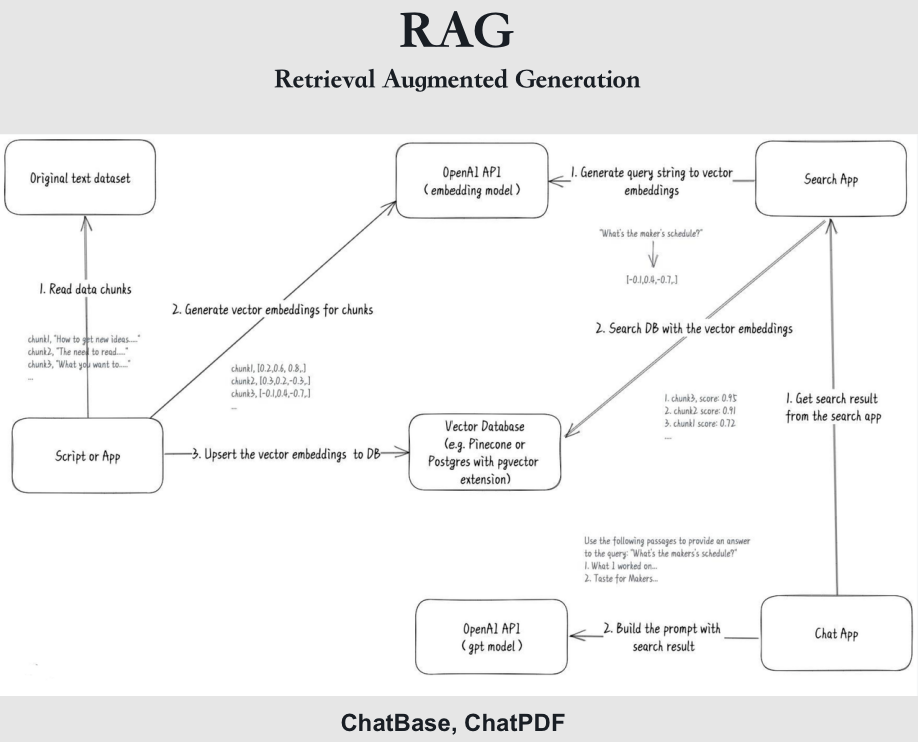 RAG
Retrieval Augmented Generation
Original text dataset
OpenAI API
(embedding model)
1. Generate query string to vector
embeddings
Search App
"What's the maker's schedule?"
[-0.1,0.4,-0.7,.]
1. Read data chunks
2. Generate vector embeddings for chunks
2. Search DB with the vector embeddings
chunk1, "How to get new ideas....."
chunk2, "The need to read....."
chunk3, "What you want to....."
...
chunk1, [0.2,0.6, 0.8,.]
chunk2, [0.3,0.2,-0.3,.]
chunk3, [-0.1,0.4,-0.7,.]
...
1. chunk3, score: 0.95
2. chunk2 score: 0.91
3. chunk1 score: 0.72
....
1. Get search result
from the search app
Script or App
3. Upsert the vector embeddings to DB
Vector Database
(e.g. Pinecone or
Postgres with pgvector
extension)
Use the following passages to provide an answer
to the query: "What's the makers's schedule?"
1. What I worked on...
2. Taste for Makers...
OpenAI API
(gpt model)
2. Build the prompt with
search result
Chat App
ChatBase, ChatPDF